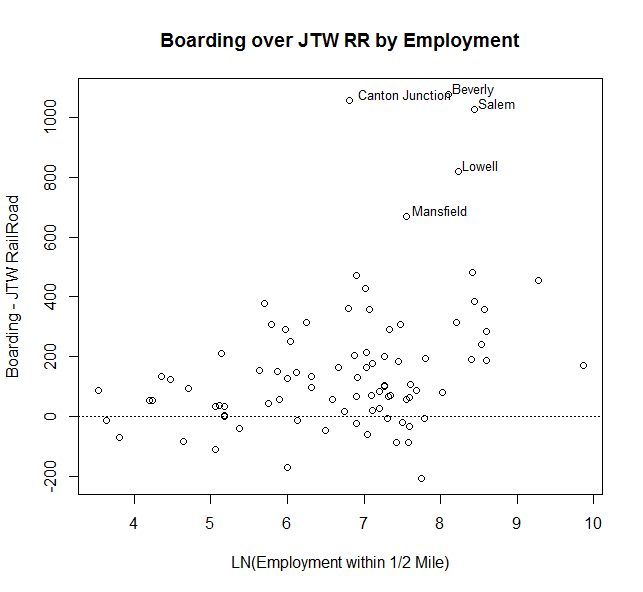 Boarding over JTW RR by Employment
Boarding - JTW RailRoad
1000
800
600
400
200
0
-200
Canton Junction
Beverly
Salem
Lowell
Mansfield
4 5 6 7 8 9 10
LN(Employment within 1/2 Mile)